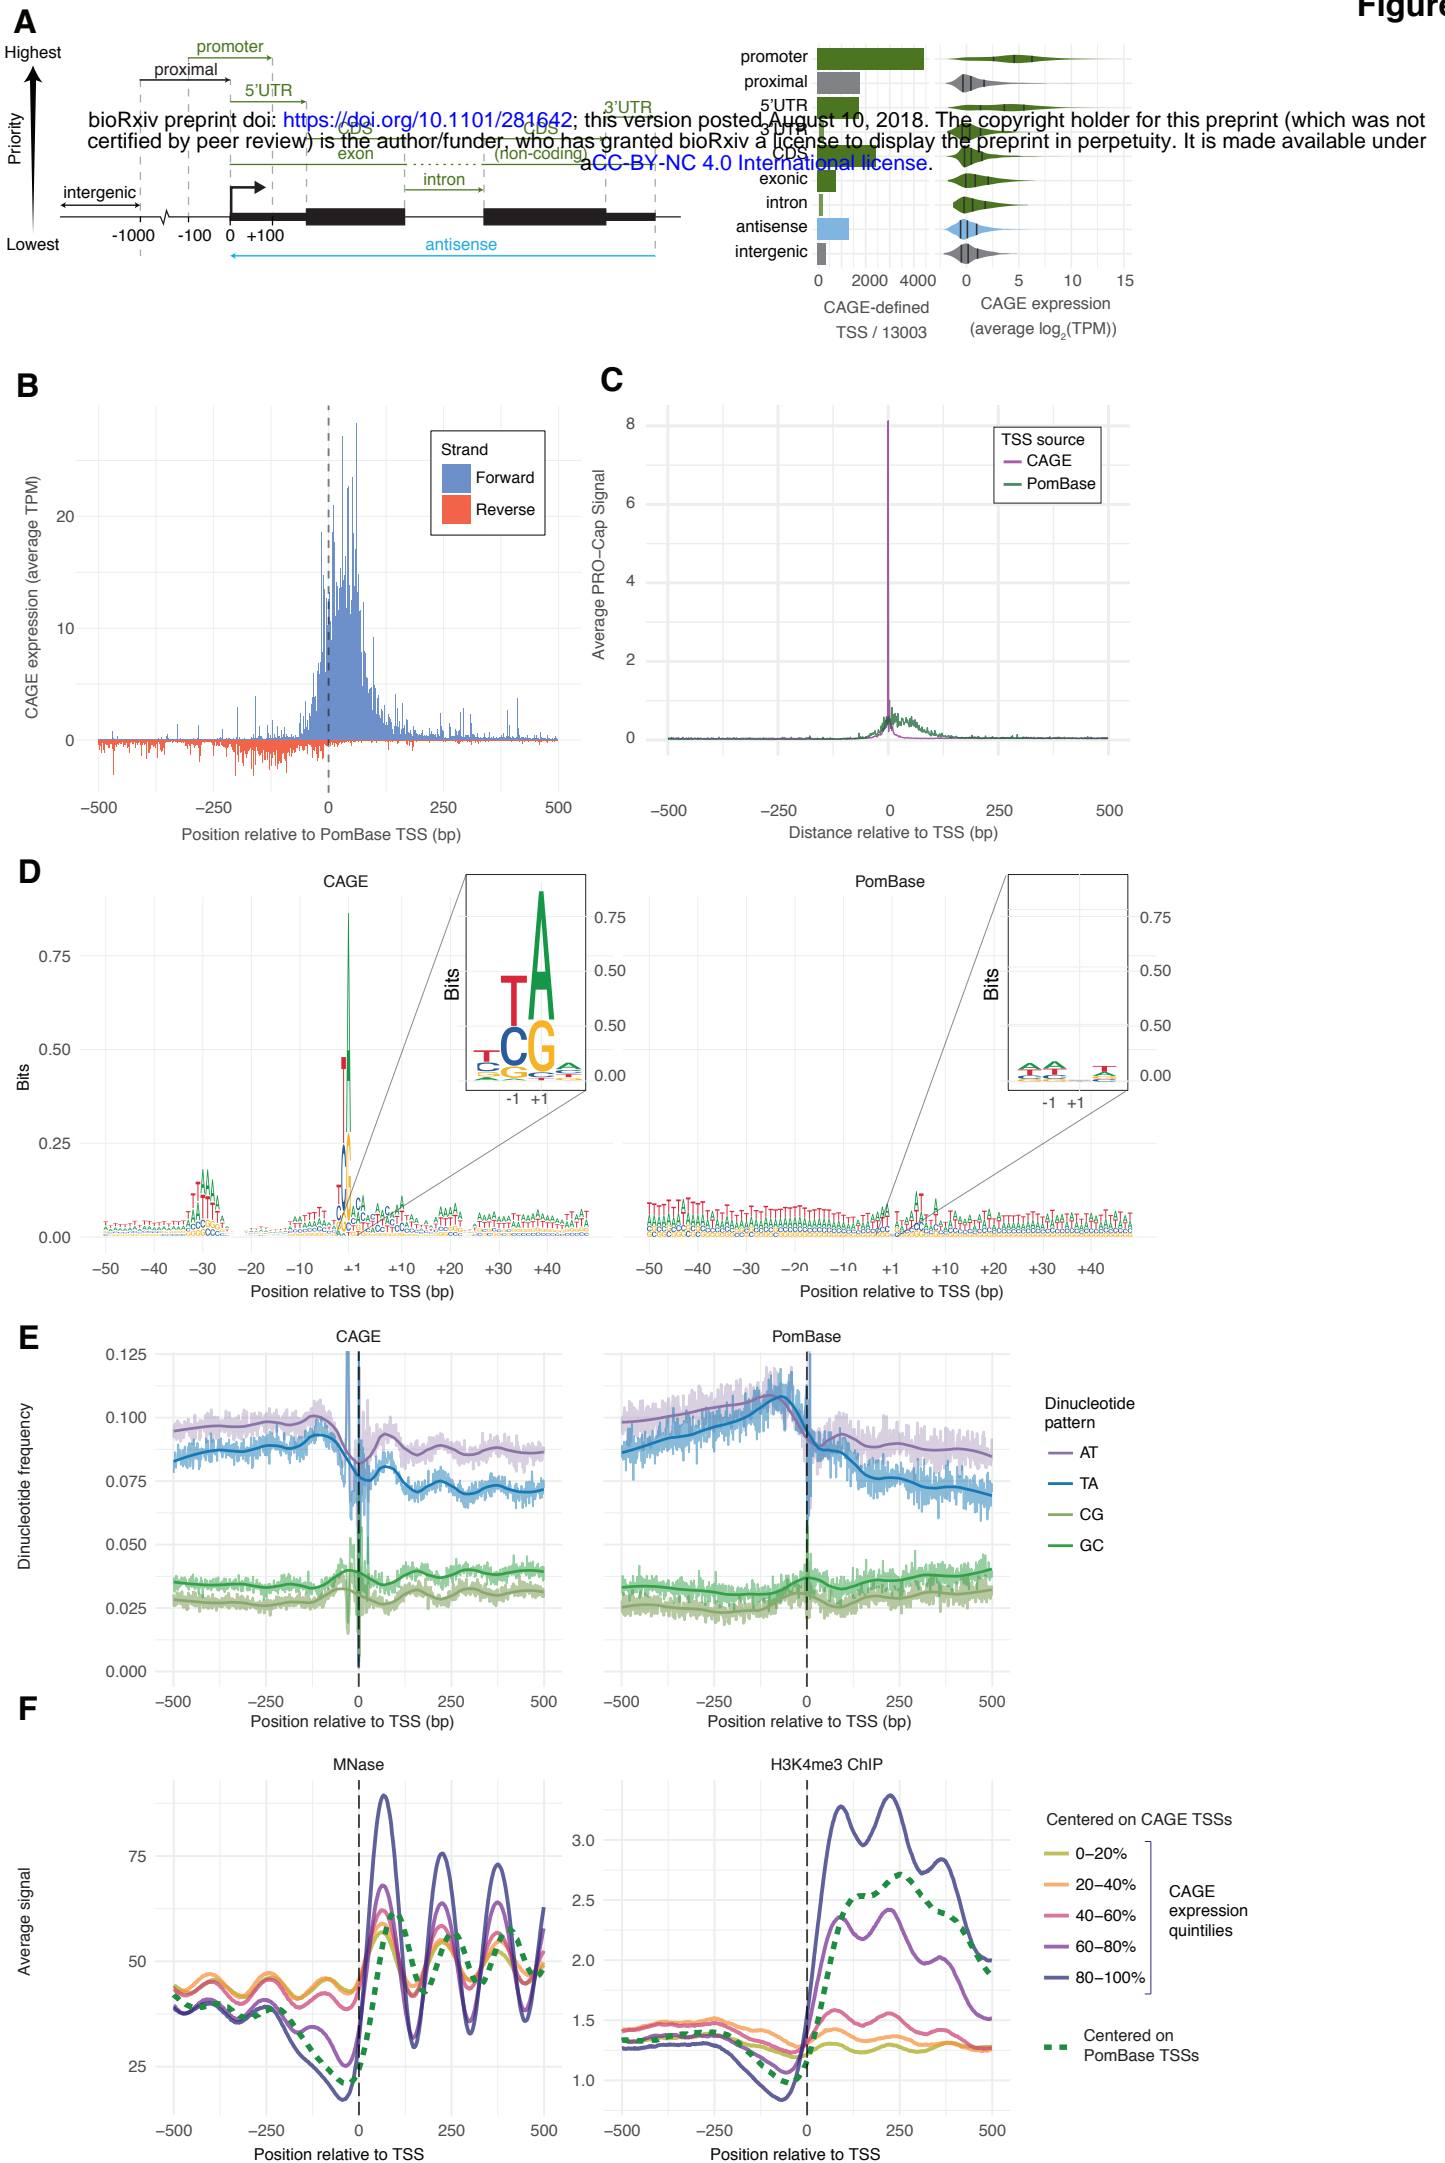 Figure
A
Highest
Priority
Lowest
promoter
proximal
5'UTR
3'UTR
CDS
CDS
exon
(non-coding)
intron
intergenic
-1000
-100
0
+100
antisense
promoter
proximal
5'UTR
3'UTR
CDS
exonic
intron
antisense
intergenic
0 2000 4000
CAGE-defined
TSS / 13003
0 5 10 15
CAGE expression
(average log2(TPM))
bioRxiv preprint doi: https://doi.org/10.1101/281642; this version posted August 10, 2018. The copyright holder for this preprint (which was not
certified by peer review) is the author/funder, who has granted bioRxiv a license to display the preprint in perpetuity. It is made available under
aCC-BY-NC 4.0 International license.
B
CAGE expression (average TPM)
20
10
0
Strand
Forward
Reverse
−500 −250 0 250 500
Position relative to PomBase TSS (bp)
C
Average PRO−Cap Signal
8
6
4
2
0
TSS source
CAGE
PomBase
−500 −250 0 250 500
Distance relative to TSS (bp)
D
CAGE
Bits
0.75
0.50
0.25
0.00
Bits
0.75
0.50
0.50
0.00
-1 +1
−50 −40 −30 −20 −10 +1 +10 +20 +30 +40
Position relative to TSS (bp)
PomBase
Bits
0.75
0.50
0.50
0.00
-1 +1
−50 −40 −30 −20 −10 +1 +10 +20 +30 +40
Position relative to TSS (bp)
E
CAGE
PomBase
Dinucleotide frequency
0.125
0.100
0.075
0.050
0.025
0.000
−500 −250 0 250 500
Position relative to TSS (bp)
−500 −250 0 250 500
Position relative to TSS (bp)
Dinucleotide
pattern
AT
TA
CG
GC
F
MNase
Average signal
75
50
25
−500 −250 0 250 500
Position relative to TSS
H3K4me3 ChIP
3.0
2.5
2.0
1.5
1.0
−500 −250 0 250 500
Position relative to TSS
Centered on CAGE TSSs
0−20%
20−40%
40−60%
60−80%
80−100%
CAGE
expression
quintilies
Centered on
PomBase TSSs